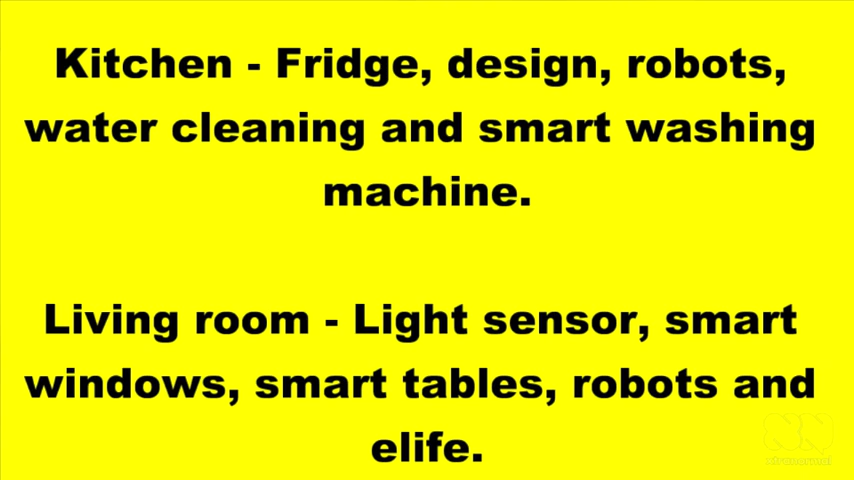 Kitchen - Fridge, design, robots,
water cleaning and smart washing
machine.
Living room - Light sensor, smart
windows, smart tables, robots and
elife.
xtranormal